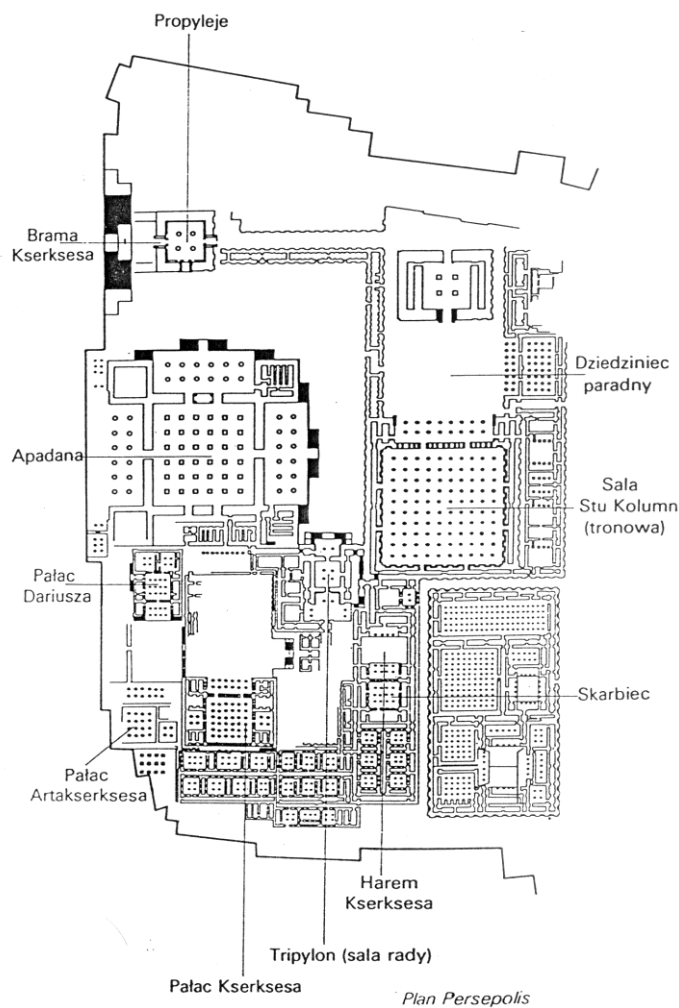 Propyleje
Brama
Kserksesa
Dziedziniec
paradny
Apadana
Sala
Stu Kolumn
(tronowa)
Pałac
Dariusza
Skarbiec
Pałac
Artakserksesa
Harem
Kserksesa
Tripylon (sala rady)
Pałac Kserksesa
Plan Persepolis